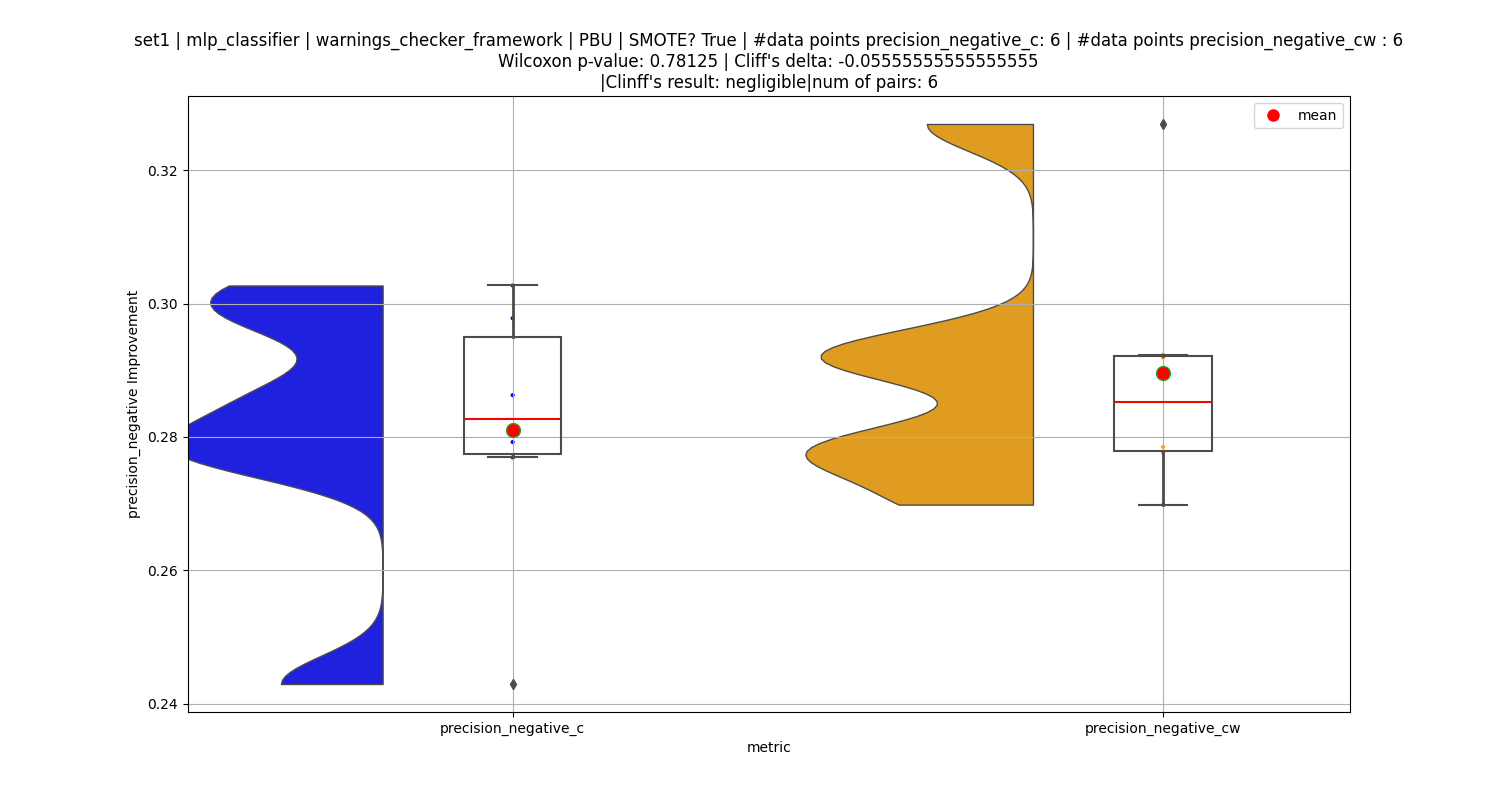 set1 | mlp_classifier | warnings_checker_framework | PBU | SMOTE? True | #data points precision_negative_c: 6 | #data points precision_negative_cw : 6
Wilcoxon p-value: 0.78125 | Cliff's delta: -0.05555555555555555
|Clinff's result: negligible|num of pairs: 6
mean
0.32
0.30
0.28
0.26
0.24
precision_negative Improvement
precision_negative_c
precision_negative_cw
metric